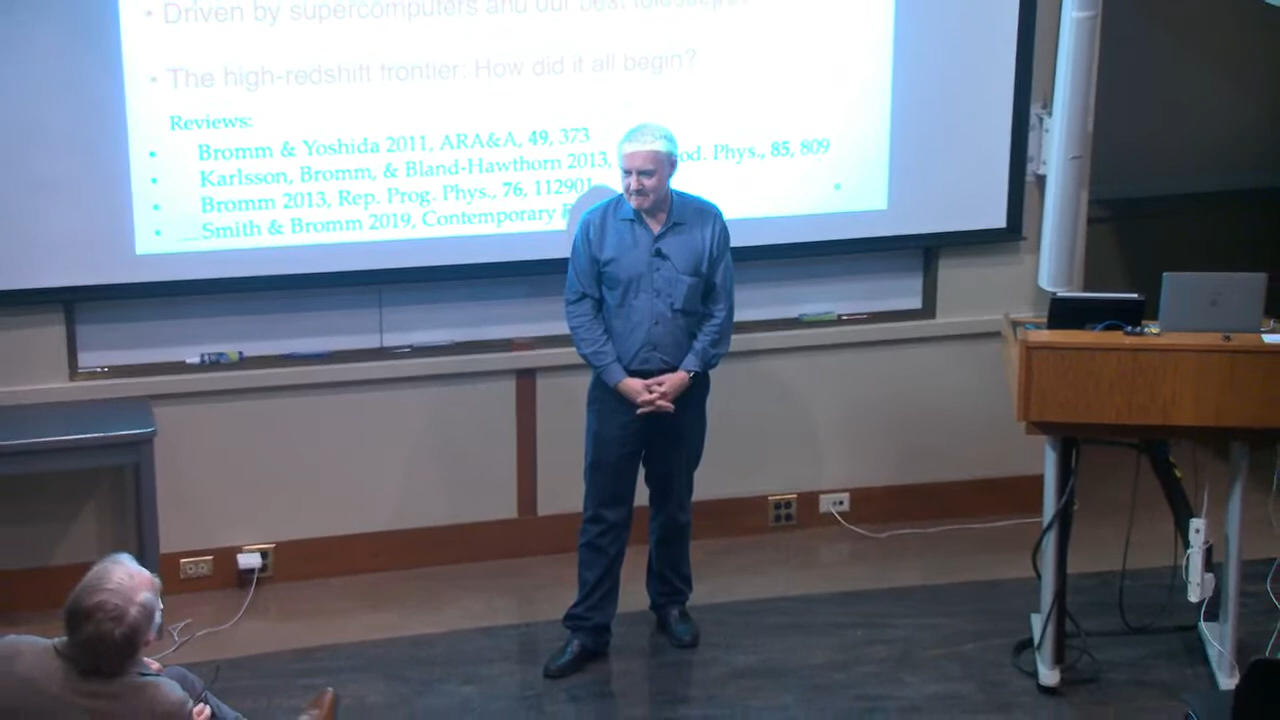 • Driven by supercomputers and our best telescopes
• The high-redshift frontier: How did it all begin?
Reviews:
• Bromm & Yoshida 2011, ARA&A, 49, 373
• Karlsson, Bromm, & Bland-Hawthorn 2013, od. Phys., 85, 809
• Bromm 2013, Rep. Prog. Phys., 76, 112901
• Smith & Bromm 2019, Contemporary